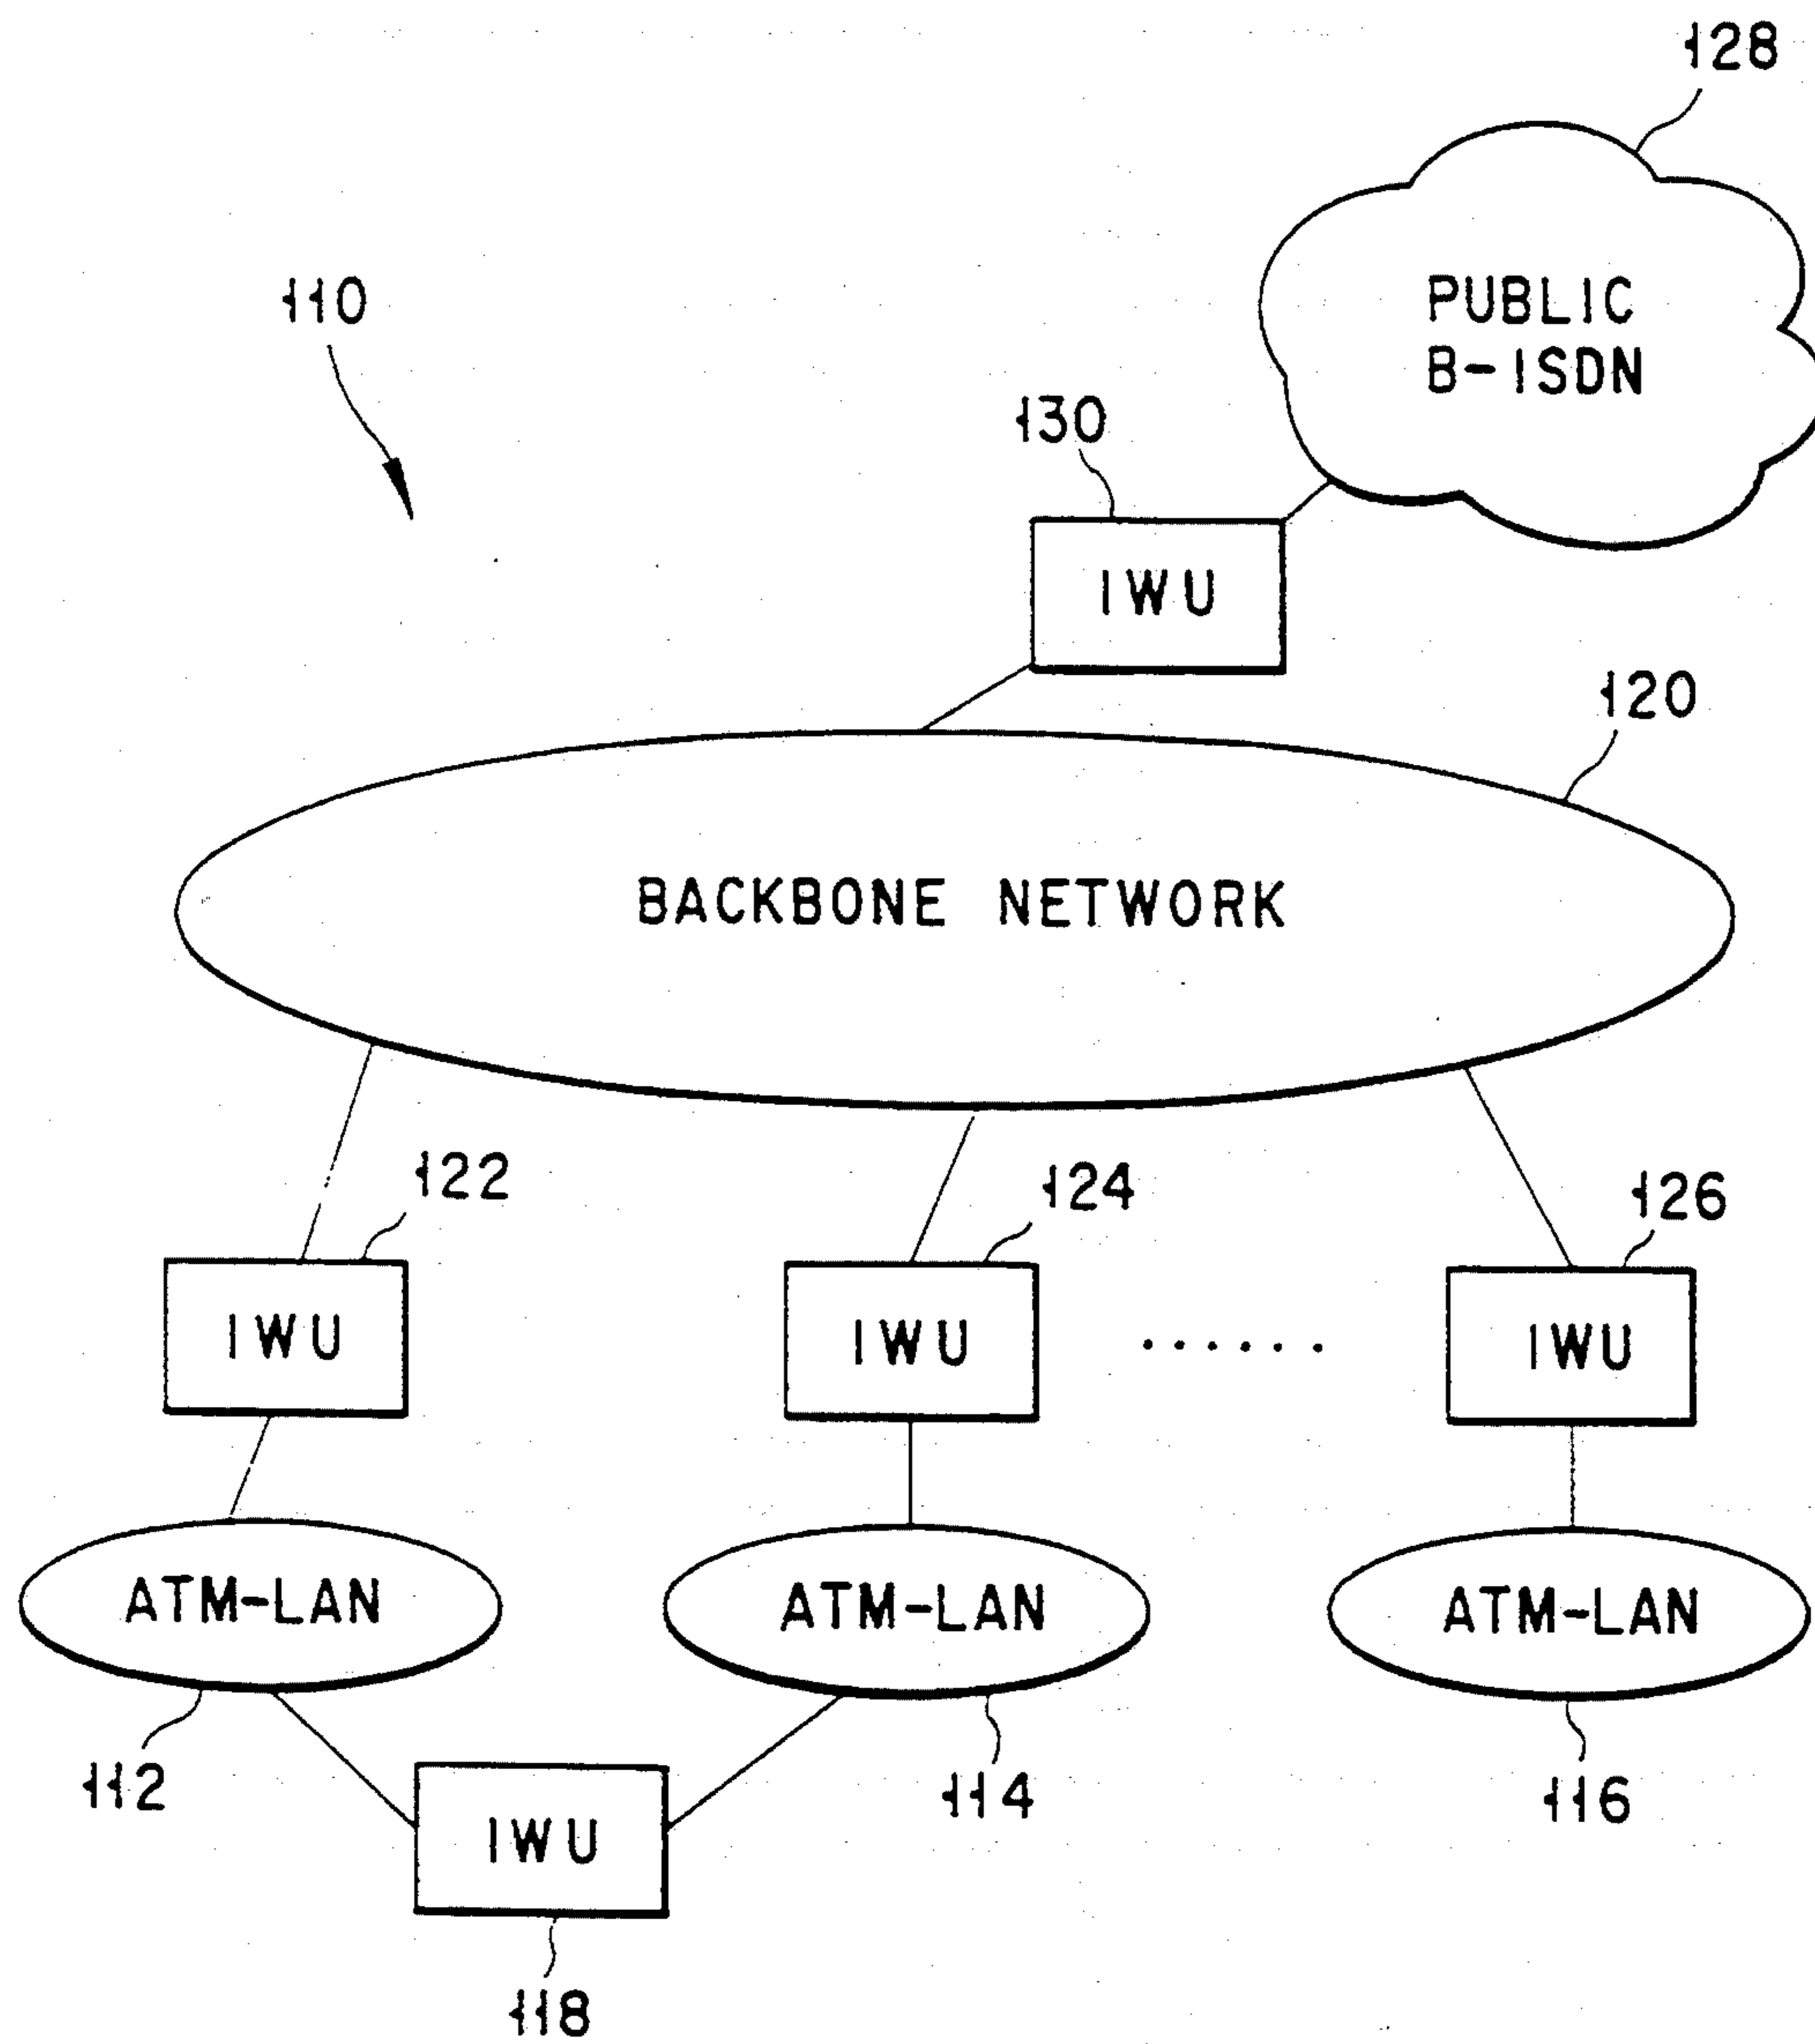 128
110
PUBLIC
B-ISDN
130
IWU
120
BACKBONE NETWORK
122
124
126
IWU
IWU
......
IWU
ATM-LAN
ATM-LAN
ATM-LAN
112
114
116
IWU
118